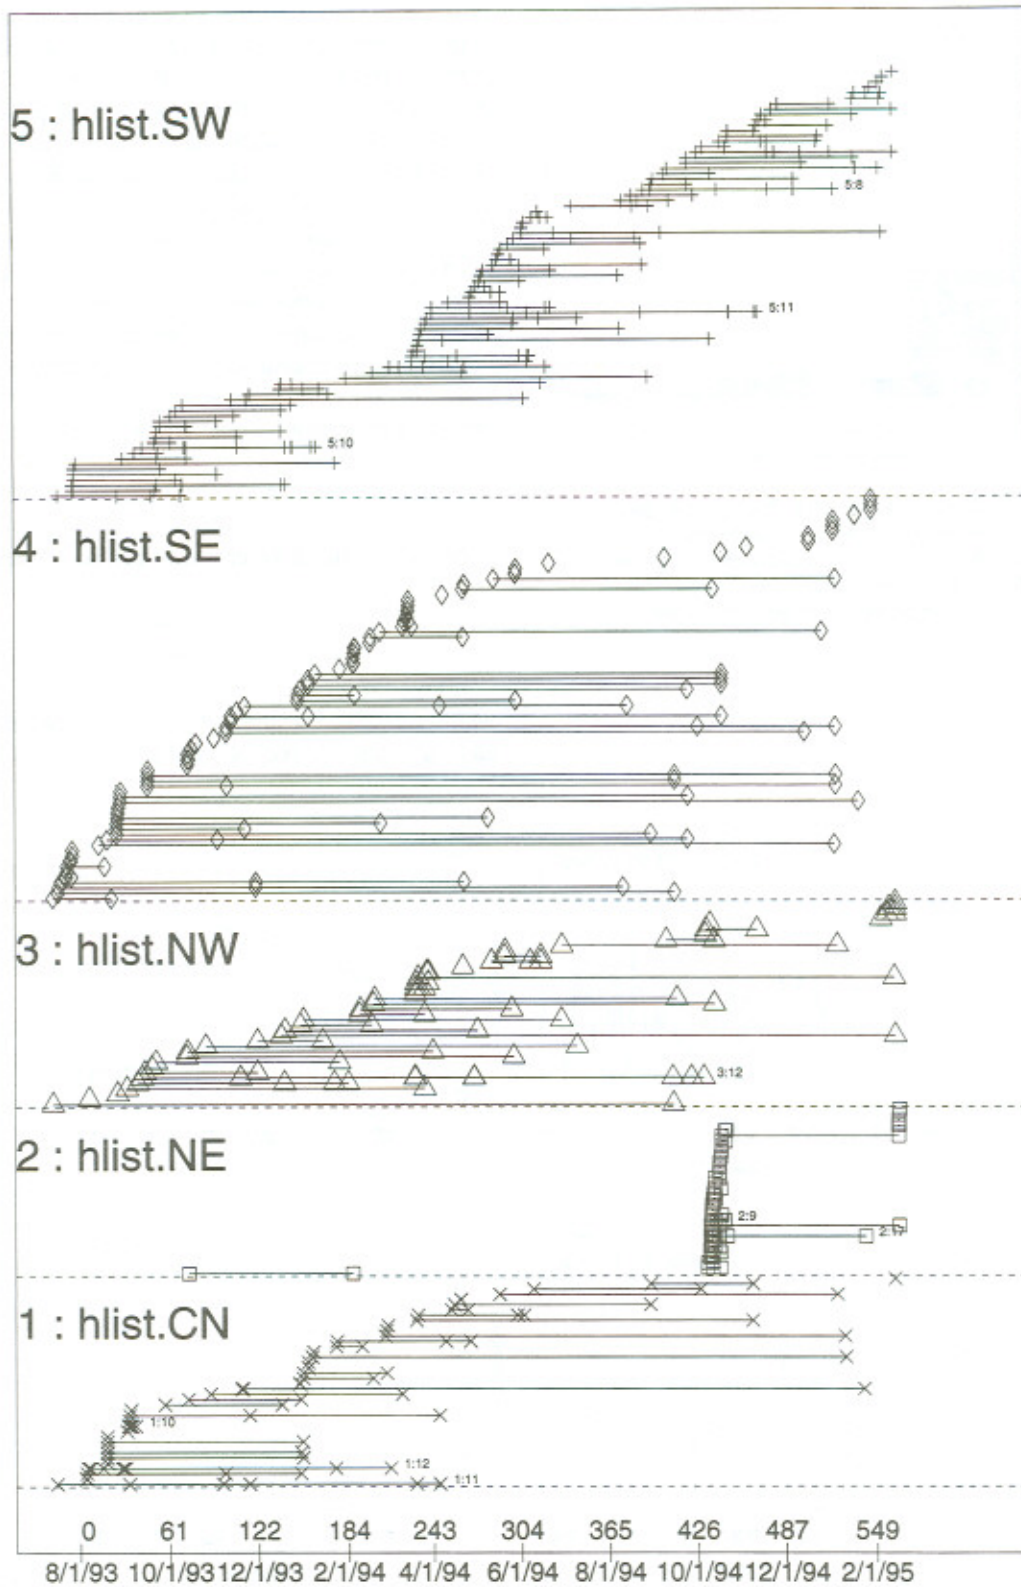 5 : hlist.SW
5:8
5:11
5:10
4 : hlist.SE
3 : hlist.NW
3:12
2 : hlist.NE
2:9
2:17
1 : hlist.CN
1:10
1:12
1:11
0 61 122 184 243 304 365 426 487 549
8/1/93 10/1/93 12/1/93 2/1/94 4/1/94 6/1/94 8/1/94 10/1/94 12/1/94 2/1/95